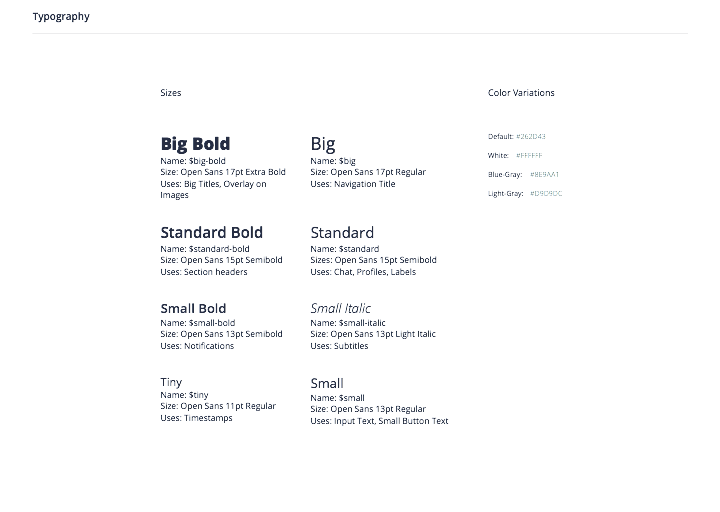 Typography
Sizes
Color Variations
Big Bold
Name: $big-bold
Size: Open Sans 17pt Extra Bold
Uses: Big Titles, Overlay on
Images
Big
Name: $big
Size: Open Sans 17pt Regular
Uses: Navigation Title
Default: #262D43
White: #FFFFFF
Blue-Gray: #8E9AA1
Light-Gray: #D9D9DC
Standard Bold
Name: $standard-bold
Size: Open Sans 15pt Semibold
Uses: Section headers
Standard
Name: $standard
Sizes: Open Sans 15pt Semibold
Uses: Chat, Profiles, Labels
Small Bold
Name: $small-bold
Size: Open Sans 13pt Semibold
Uses: Notifications
Small Italic
Name: $small-italic
Size: Open Sans 13pt Light Italic
Uses: Subtitles
Tiny
Name: $tiny
Size: Open Sans 11pt Regular
Uses: Timestamps
Small
Name: $small
Size: Open Sans 13pt Regular
Uses: Input Text, Small Button Text